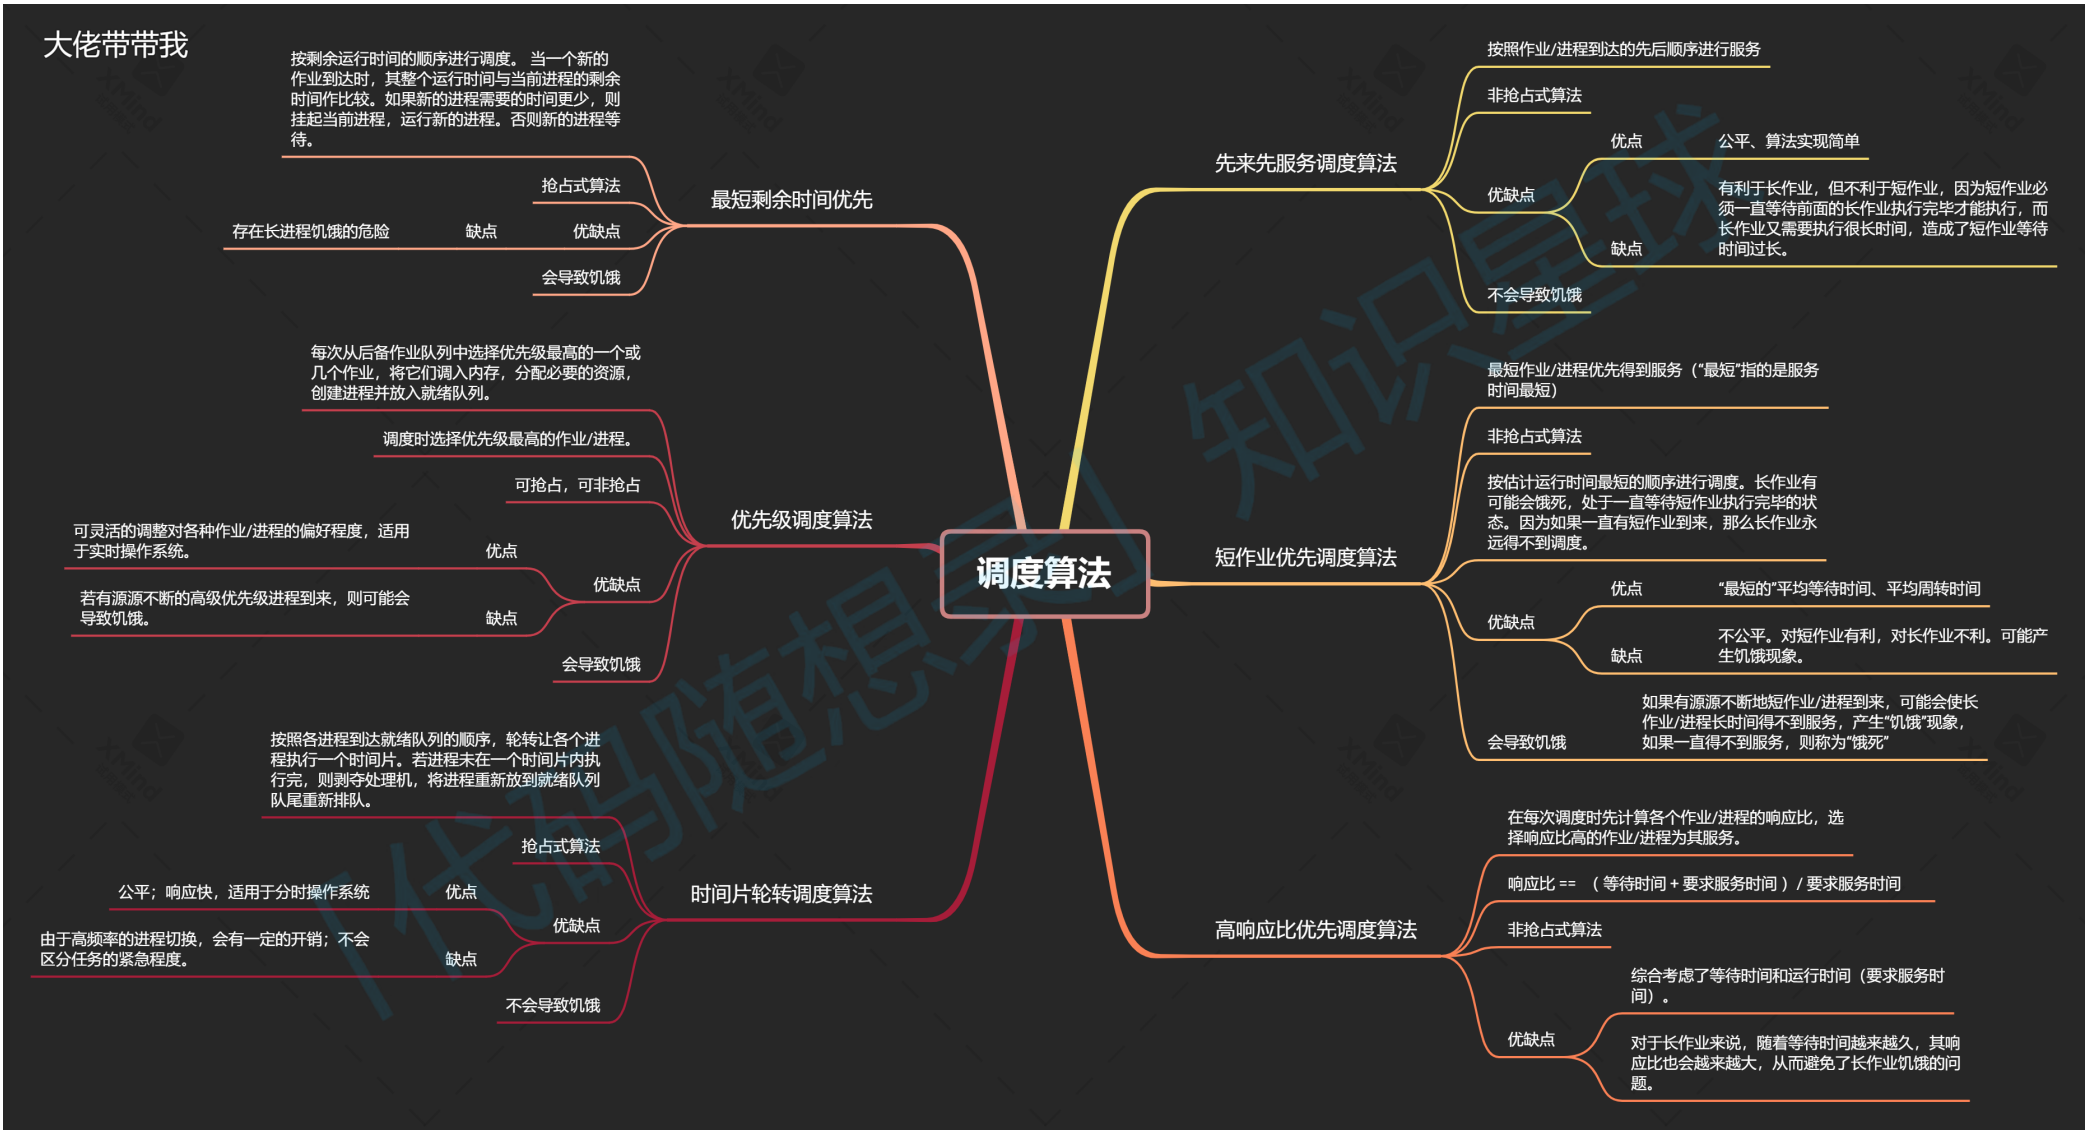 大佬带带我
调度算法
先来先服务调度算法
按照作业/进程到达的先后顺序进行服务
非抢占式算法
优缺点
优点
公平、算法实现简单
缺点
有利于长作业，但不利于短作业，因为短作业必
须一直等待前面的长作业执行完毕才能执行，而
长作业又需要执行很长时间，造成了短作业等待
时间过长。
不会导致饥饿
短作业优先调度算法
最短作业/进程优先得到服务（“最短”指的是服务
时间最短）
非抢占式算法
按估计运行时间最短的顺序进行调度。长作业有
可能会饿死，处于一直等待短作业执行完毕的状
态。因为如果一直有短作业到来，那么长作业永
远得不到调度。
优缺点
优点
“最短的”平均等待时间、平均周转时间
缺点
不公平。对短作业有利，对长作业不利。可能产
生饥饿现象。
会导致饥饿
如果有源源不断地短作业/进程到来，可能会使长
作业/进程长时间得不到服务，产生“饥饿”现象，
如果一直得不到服务，则称为“饿死”
高响应比优先调度算法
在每次调度时先计算各个作业/进程的响应比，选
择响应比高的作业/进程为其服务。
响应比 == （ 等待时间 + 要求服务时间 ）/ 要求服务时间
非抢占式算法
优缺点
综合考虑了等待时间和运行时间（要求服务时
间）。
对于长作业来说，随着等待时间越来越久，其响
应比也会越来越大，从而避免了长作业饥饿的问
题。
最短剩余时间优先
按剩余运行时间的顺序进行调度。 当一个新的
作业到达时，其整个运行时间与当前进程的剩余
时间作比较。如果新的进程需要的时间更少，则
挂起当前进程，运行新的进程。否则新的进程等
待。
抢占式算法
优缺点
缺点
存在长进程饥饿的危险
会导致饥饿
优先级调度算法
每次从后备作业队列中选择优先级最高的一个或
几个作业，将它们调入内存，分配必要的资源，
创建进程并放入就绪队列。
调度时选择优先级最高的作业/进程。
可抢占，可非抢占
优缺点
优点
可灵活的调整对各种作业/进程的偏好程度，适用
于实时操作系统。
缺点
若有源源不断的高级优先级进程到来，则可能会
导致饥饿。
会导致饥饿
时间片轮转调度算法
按照各进程到达就绪队列的顺序，轮转让各个进
程执行一个时间片。若进程未在一个时间片内执
行完，则剥夺处理机，将进程重新放到就绪队列
队尾重新排队。
抢占式算法
优缺点
优点
公平；响应快，适用于分时操作系统
缺点
由于高频率的进程切换，会有一定的开销；不会
区分任务的紧急程度。
不会导致饥饿
「代码随想录」知识星球
XMind
XMind
XMind
XMind
XMind
XMind
XMind